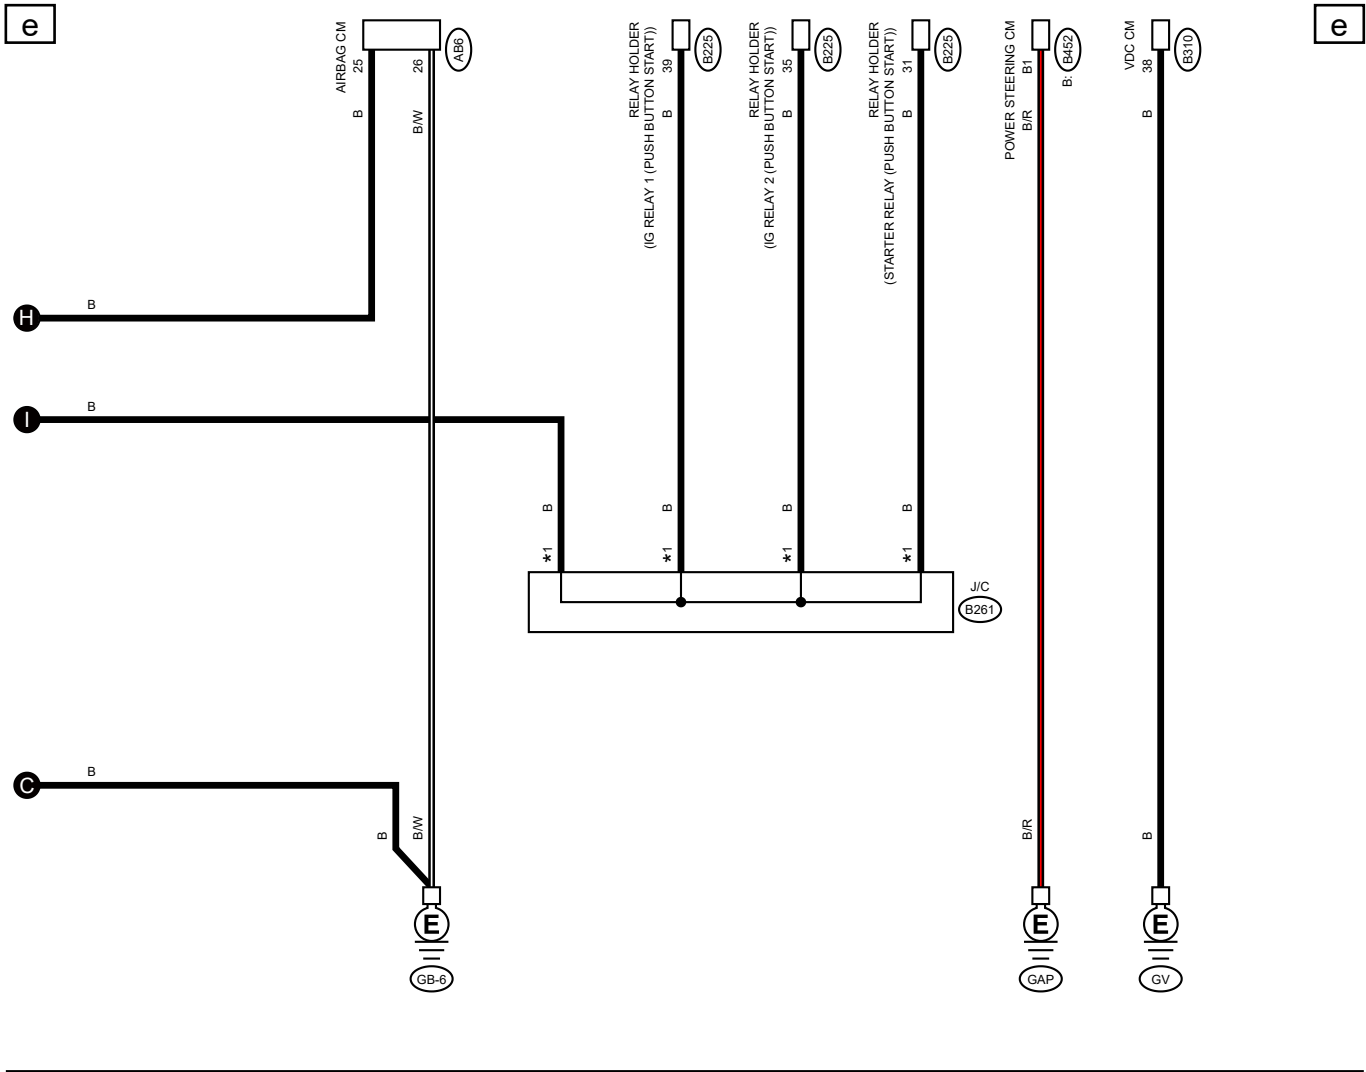 e
e
AIRBAG CM
25
26
AB6
B
B/W
RELAY HOLDER
(IG RELAY 1 (PUSH BUTTON START))
39
B225
B
RELAY HOLDER
(IG RELAY 2 (PUSH BUTTON START))
35
B225
B
RELAY HOLDER
(STARTER RELAY (PUSH BUTTON START))
31
B225
B
POWER STEERING CM
B1
B: B452
B/R
VDC CM
38
B310
B
H
B
I
B
B
B
B
B
*1
*1
*1
*1
J/C
B261
C
B
B
B/W
B/R
B
E
E
E
GB-6
GAP
GV